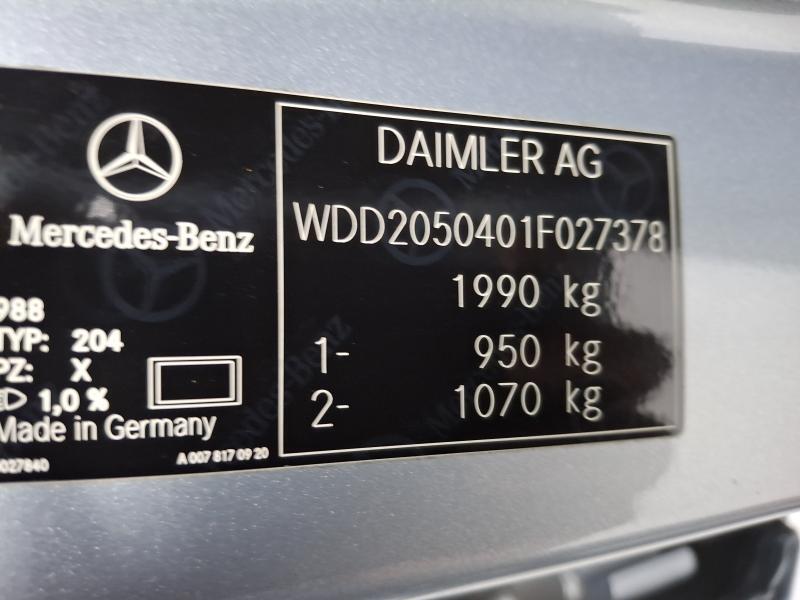 Mercedes-Benz
988
TYP: 204
PZ: X
1,0 %
Made in Germany
027840
A 007 817 09 20
DAIMLER AG
WDD2050401F027378
1990 kg
1- 950 kg
2- 1070 kg